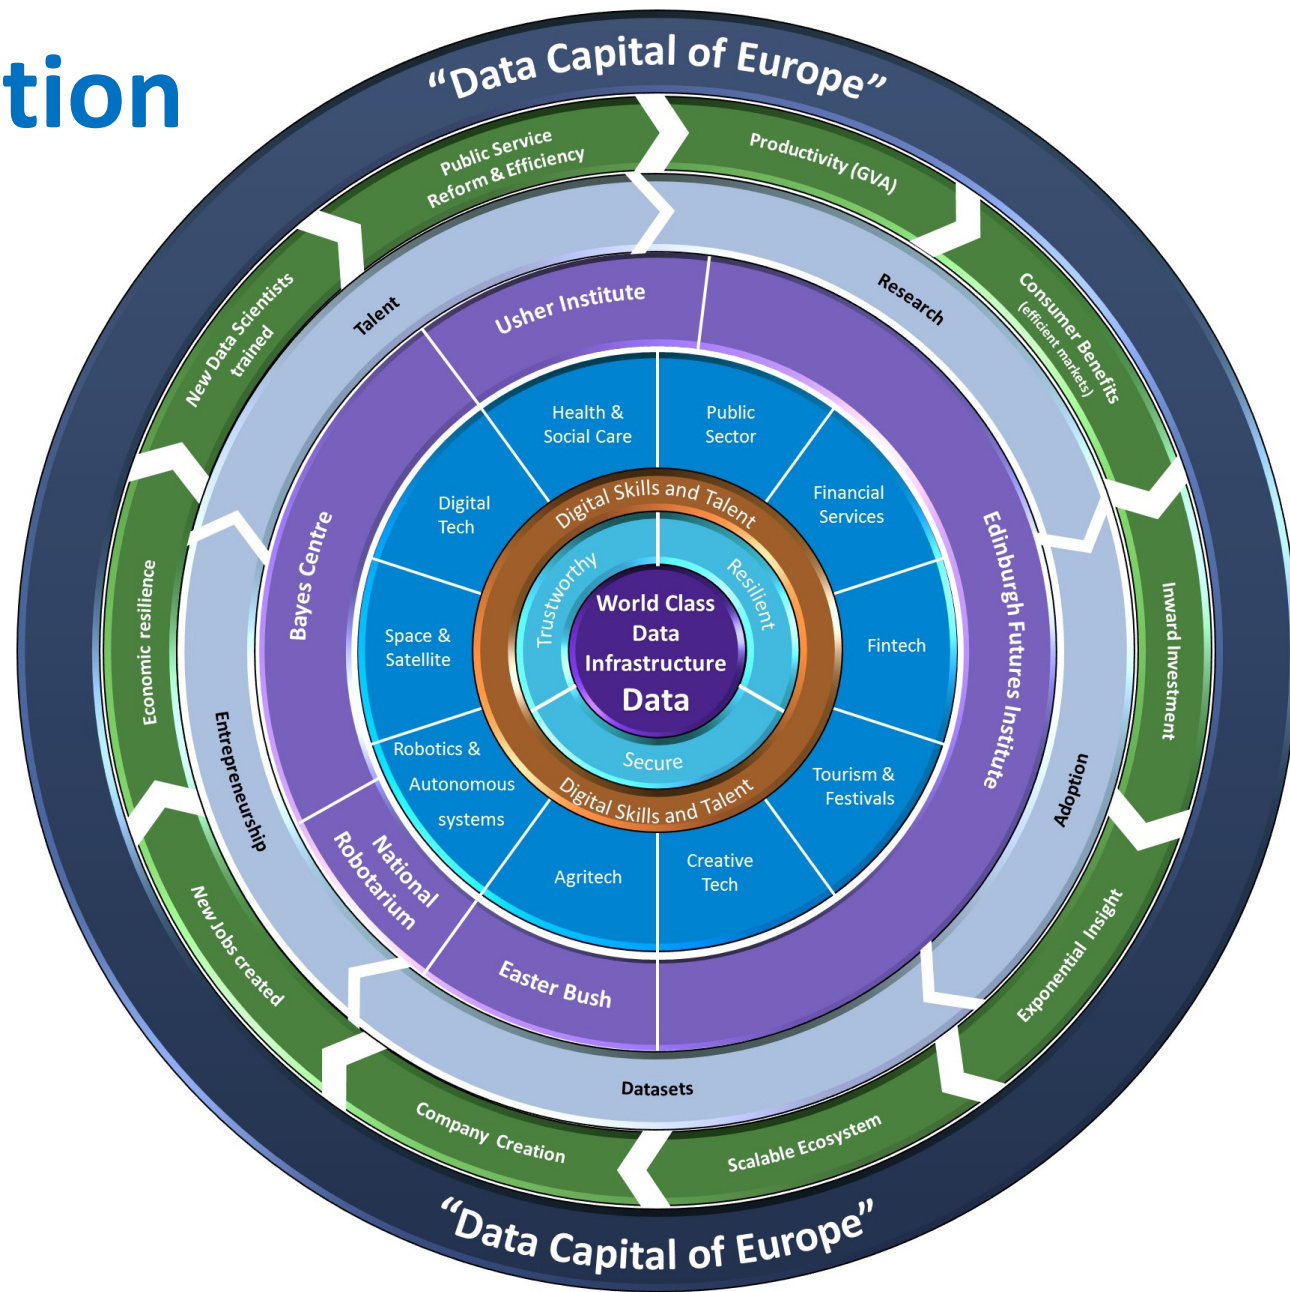 tion
“Data Capital of Europe”
Public Service
Reform & Efficiency
Productivity (GVA)
Consumer Benefits
(efficient markets)
Inward Investment
Exponential Insight
Scalable Ecosystem
Company Creation
New Jobs created
Economic resilience
New Data Scientists
trained
Talent
Research
Adoption
Datasets
Entrepreneurship
Usher Institute
Edinburgh Futures Institute
Easter Bush
National
Robotarium
Bayes Centre
Health &
Social Care
Public
Sector
Financial
Services
Fintech
Tourism &
Festivals
Creative
Tech
Agritech
Robotics &
Autonomous
systems
Space &
Satellite
Digital
Tech
Digital Skills and Talent
Trustworthy
Resilient
Secure
World Class
Data
Infrastructure
Data
Digital Skills and Talent
“Data Capital of Europe”